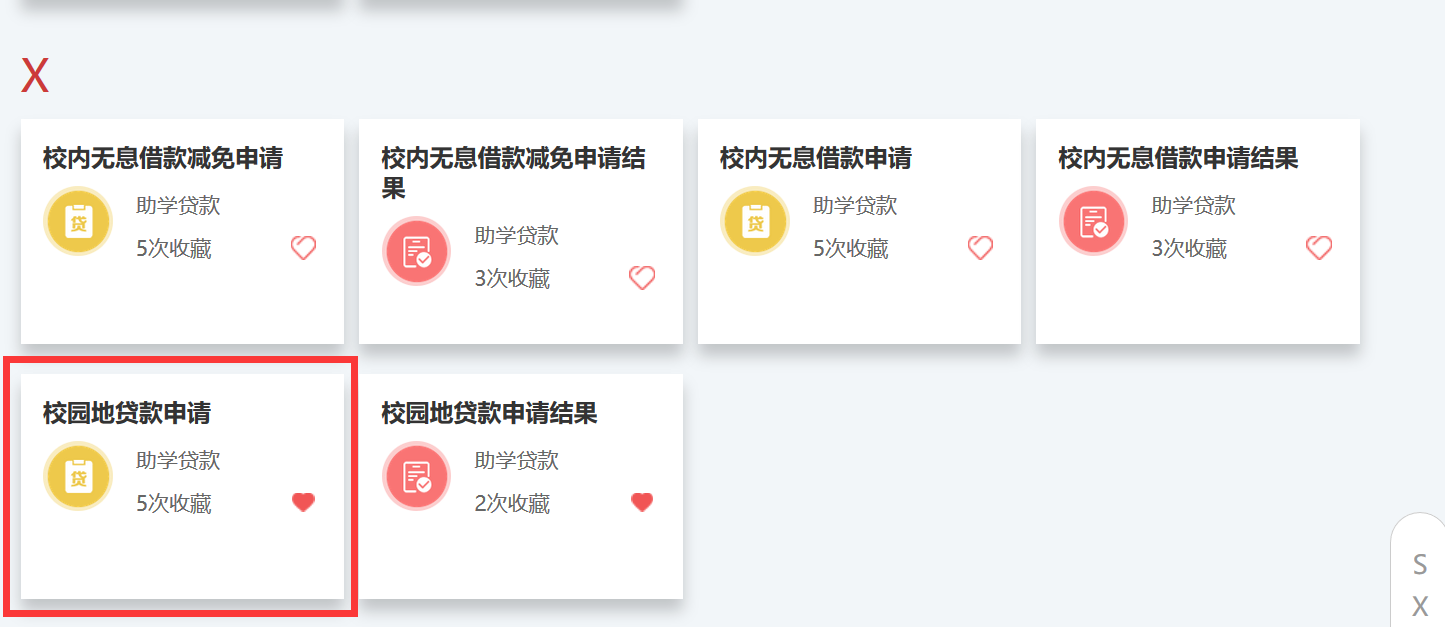 X
校内无息借款减免申请
贷
助学贷款
5次收藏
校内无息借款减免申请结
果
助学贷款
3次收藏
校内无息借款申请
贷
助学贷款
5次收藏
校内无息借款申请结果
助学贷款
3次收藏
校园地贷款申请
贷
助学贷款
5次收藏
校园地贷款申请结果
助学贷款
2次收藏
S
X